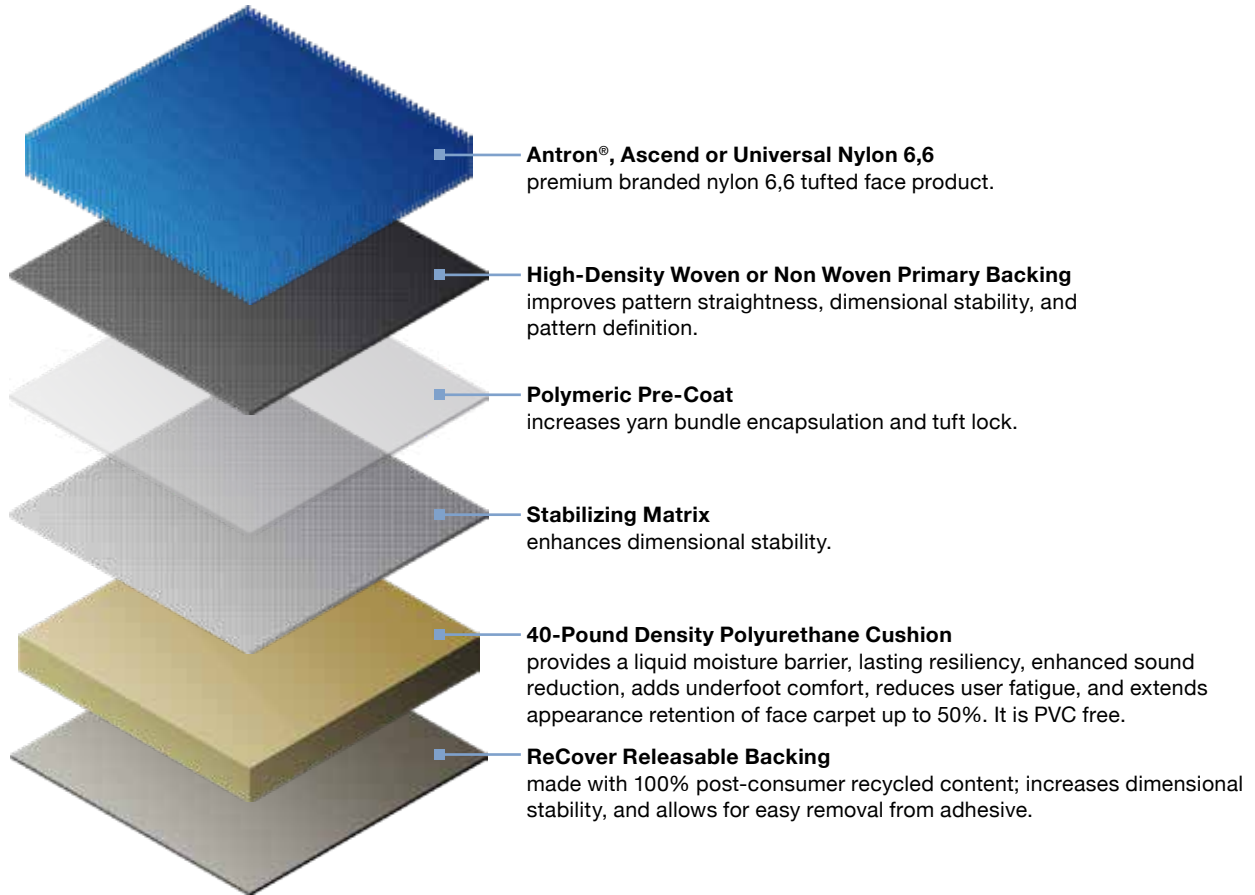 Antron®, Ascend or Universal Nylon 6,6
premium branded nylon 6,6 tufted face product.
High-Density Woven or Non Woven Primary Backing
improves pattern straightness, dimensional stability, and
pattern definition.
Polymeric Pre-Coat
increases yarn bundle encapsulation and tuft lock.
Stabilizing Matrix
enhances dimensional stability.
40-Pound Density Polyurethane Cushion
provides a liquid moisture barrier, lasting resiliency, enhanced sound
reduction, adds underfoot comfort, reduces user fatigue, and extends
appearance retention of face carpet up to 50%. It is PVC free.
ReCover Releasable Backing
made with 100% post-consumer recycled content; increases dimensional
stability, and allows for easy removal from adhesive.